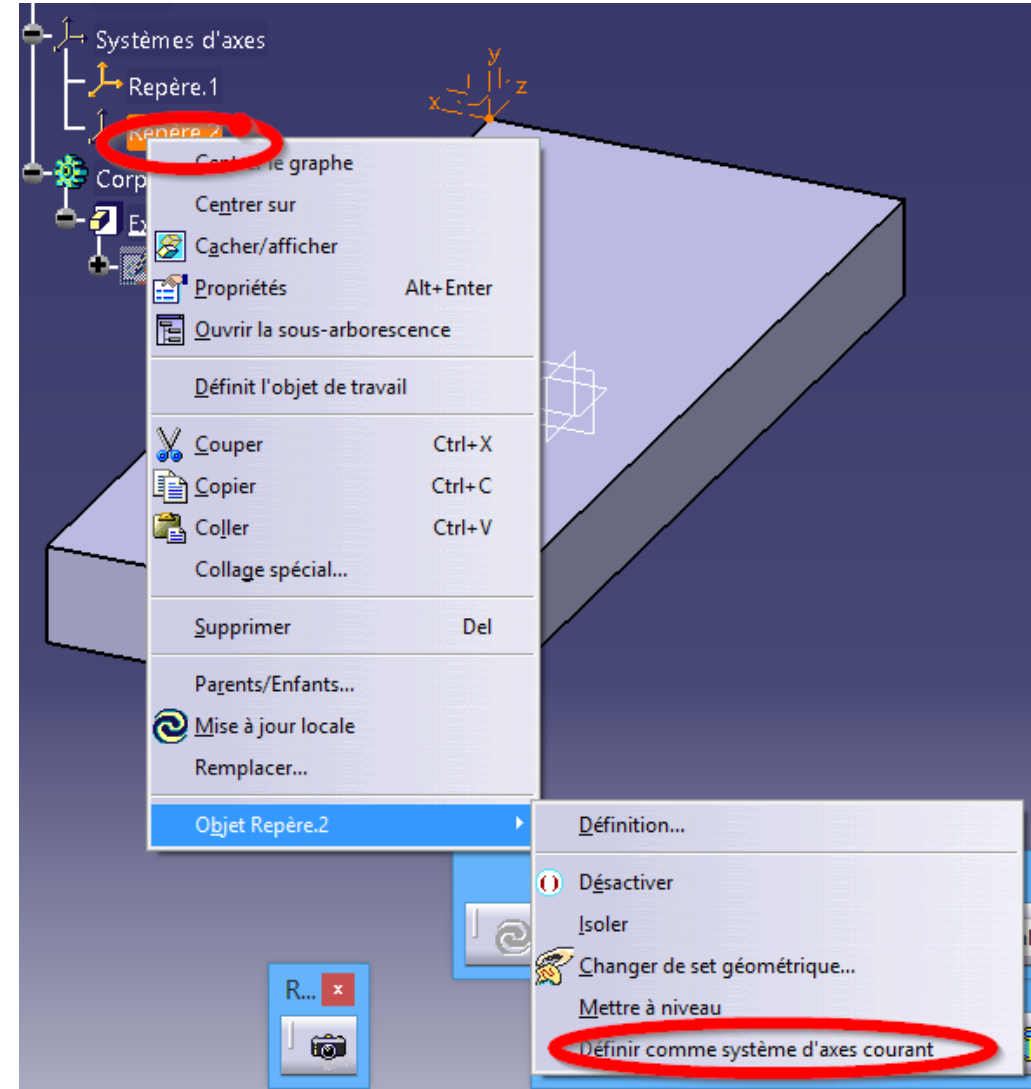 Systèmes d'axes
Repère.1
Repère.2
Corp
Ex
y
z
x
Centrer le graphe
Centrer sur
Cacher/afficher
Propriétés Alt+Enter
Ouvrir la sous-arborescence
Définit l'objet de travail
Couper Ctrl+X
Copier Ctrl+C
Coller Ctrl+V
Collage spécial...
Supprimer Del
Parents/Enfants...
Mise à jour locale
Remplacer...
Objet Repère.2
Définition...
Désactiver
Isoler
Changer de set géométrique...
Mettre à niveau
Définir comme système d'axes courant
R...